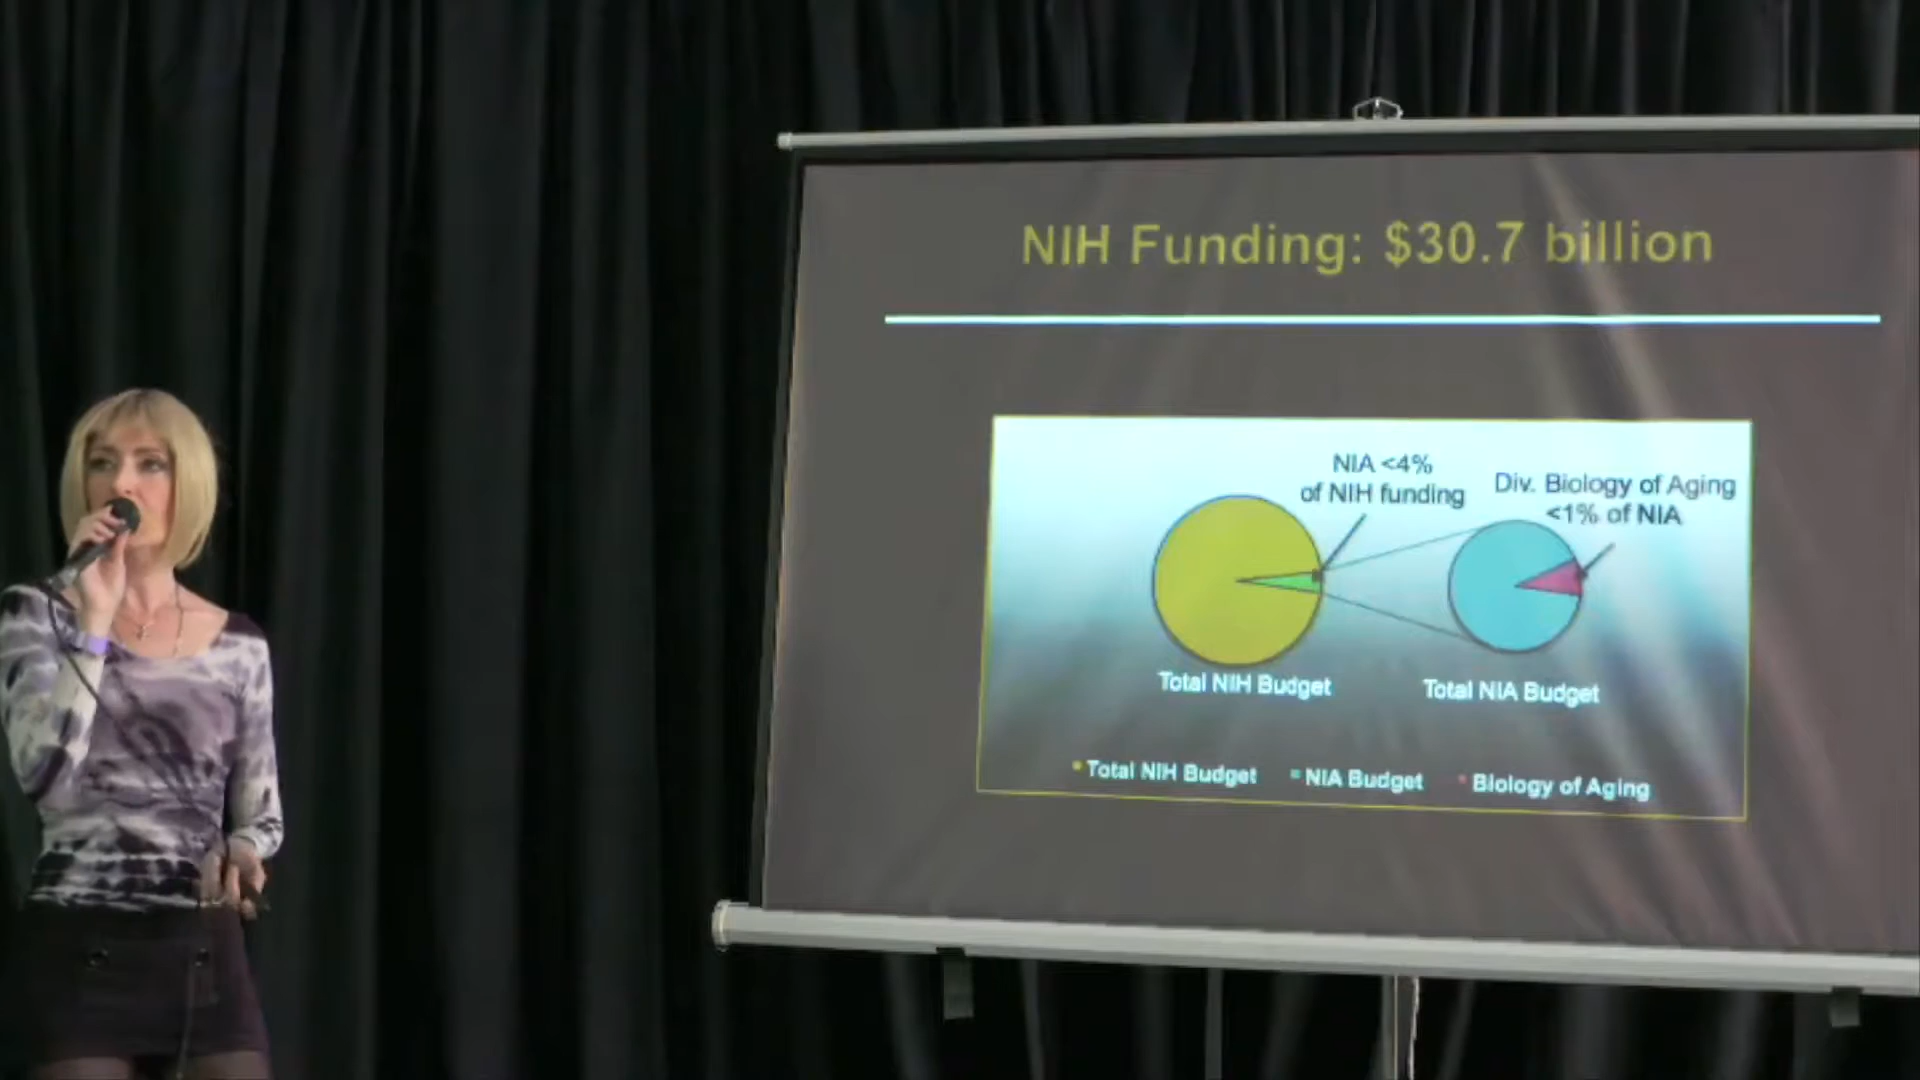 NIH Funding: $30.7 billion
NIA <4%
of NIH funding
Div. Biology of Aging
<1% of NIA
Total NIH Budget
Total NIA Budget
Total NIH Budget
NIA Budget
Biology of Aging